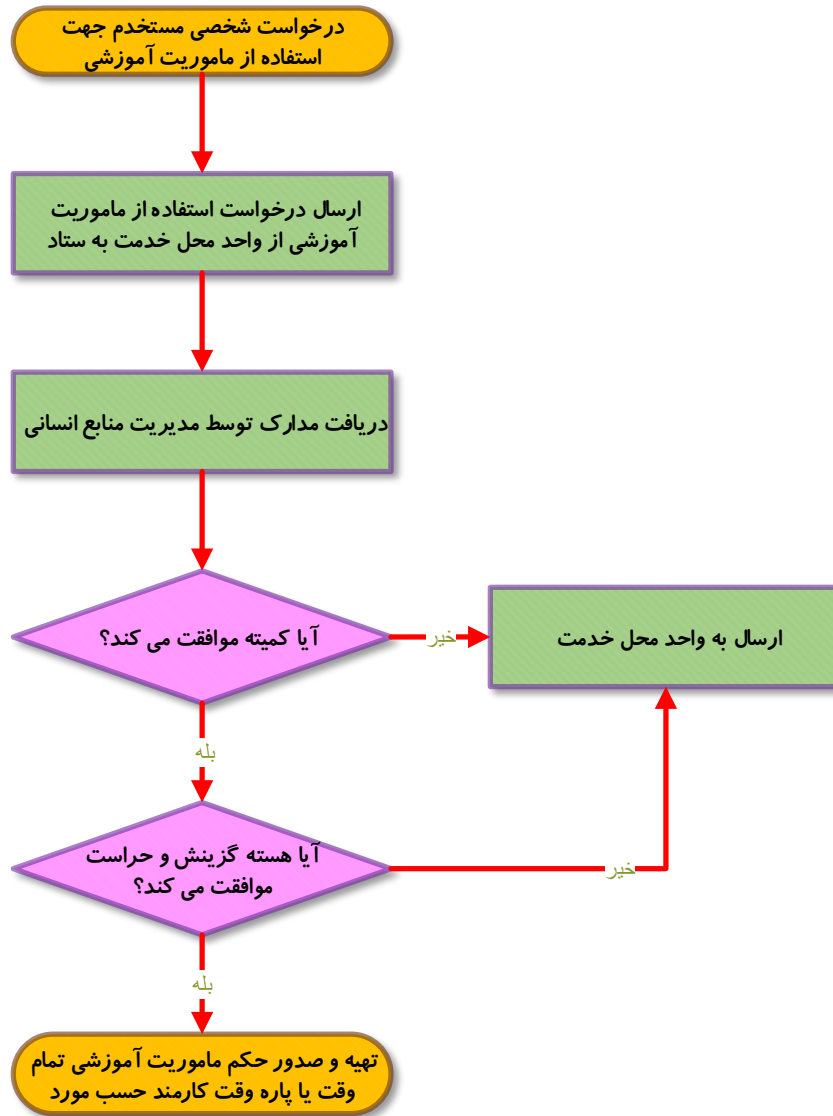 درخواست شخصی مستخدم جهت
استفاده از ماموریت آموزشی
ارسال درخواست استفاده از ماموریت
آموزشی از واحد محل خدمت به ستاد
دریافت مدارک توسط مدیریت منابع انسانی
آیا کمیته موافقت می کند؟
خیر
ارسال به واحد محل خدمت
بله
آیا هسته گزینش و حراست
موافقت می کند؟
خیر
بله
تهیه و صدور حکم ماموریت آموزشی تمام
وقت یا پاره وقت کارمند حسب مورد